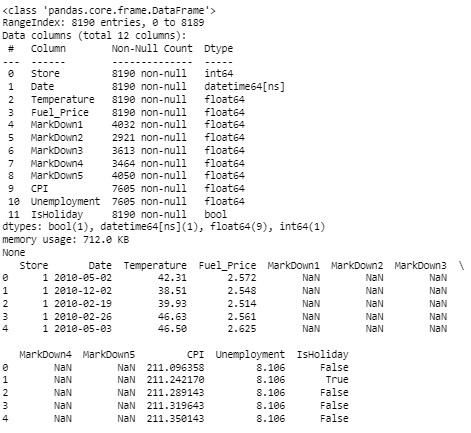 <class 'pandas.core.frame.DataFrame'>
RangeIndex: 8190 entries, 0 to 8189
Data columns (total 12 columns):
 #   Column        Non-Null Count  Dtype
---  ------        --------------  -----
 0   Store         8190 non-null   int64
 1   Date          8190 non-null   datetime64[ns]
 2   Temperature   8190 non-null   float64
 3   Fuel_Price    8190 non-null   float64
 4   MarkDown1     4032 non-null   float64
 5   MarkDown2     2921 non-null   float64
 6   MarkDown3     3613 non-null   float64
 7   MarkDown4     3464 non-null   float64
 8   MarkDown5     4050 non-null   float64
 9   CPI           7605 non-null   float64
 10  Unemployment  7605 non-null   float64
 11  IsHoliday     8190 non-null   bool
dtypes: bool(1), datetime64[ns](1), float64(9), int64(1)
memory usage: 712.0 KB
None
   Store       Date  Temperature  Fuel_Price  MarkDown1  MarkDown2  MarkDown3  \
0      1 2010-05-02        42.31       2.572        NaN        NaN        NaN
1      1 2010-12-02        38.51       2.548        NaN        NaN        NaN
2      1 2010-02-19        39.93       2.514        NaN        NaN        NaN
3      1 2010-02-26        46.63       2.561        NaN        NaN        NaN
4      1 2010-05-03        46.50       2.625        NaN        NaN        NaN
   MarkDown4  MarkDown5         CPI  Unemployment  IsHoliday
0        NaN        NaN  211.096358         8.106      False
1        NaN        NaN  211.242170         8.106       True
2        NaN        NaN  211.289143         8.106      False
3        NaN        NaN  211.319643         8.106      False
4        NaN        NaN  211.350143         8.106      False